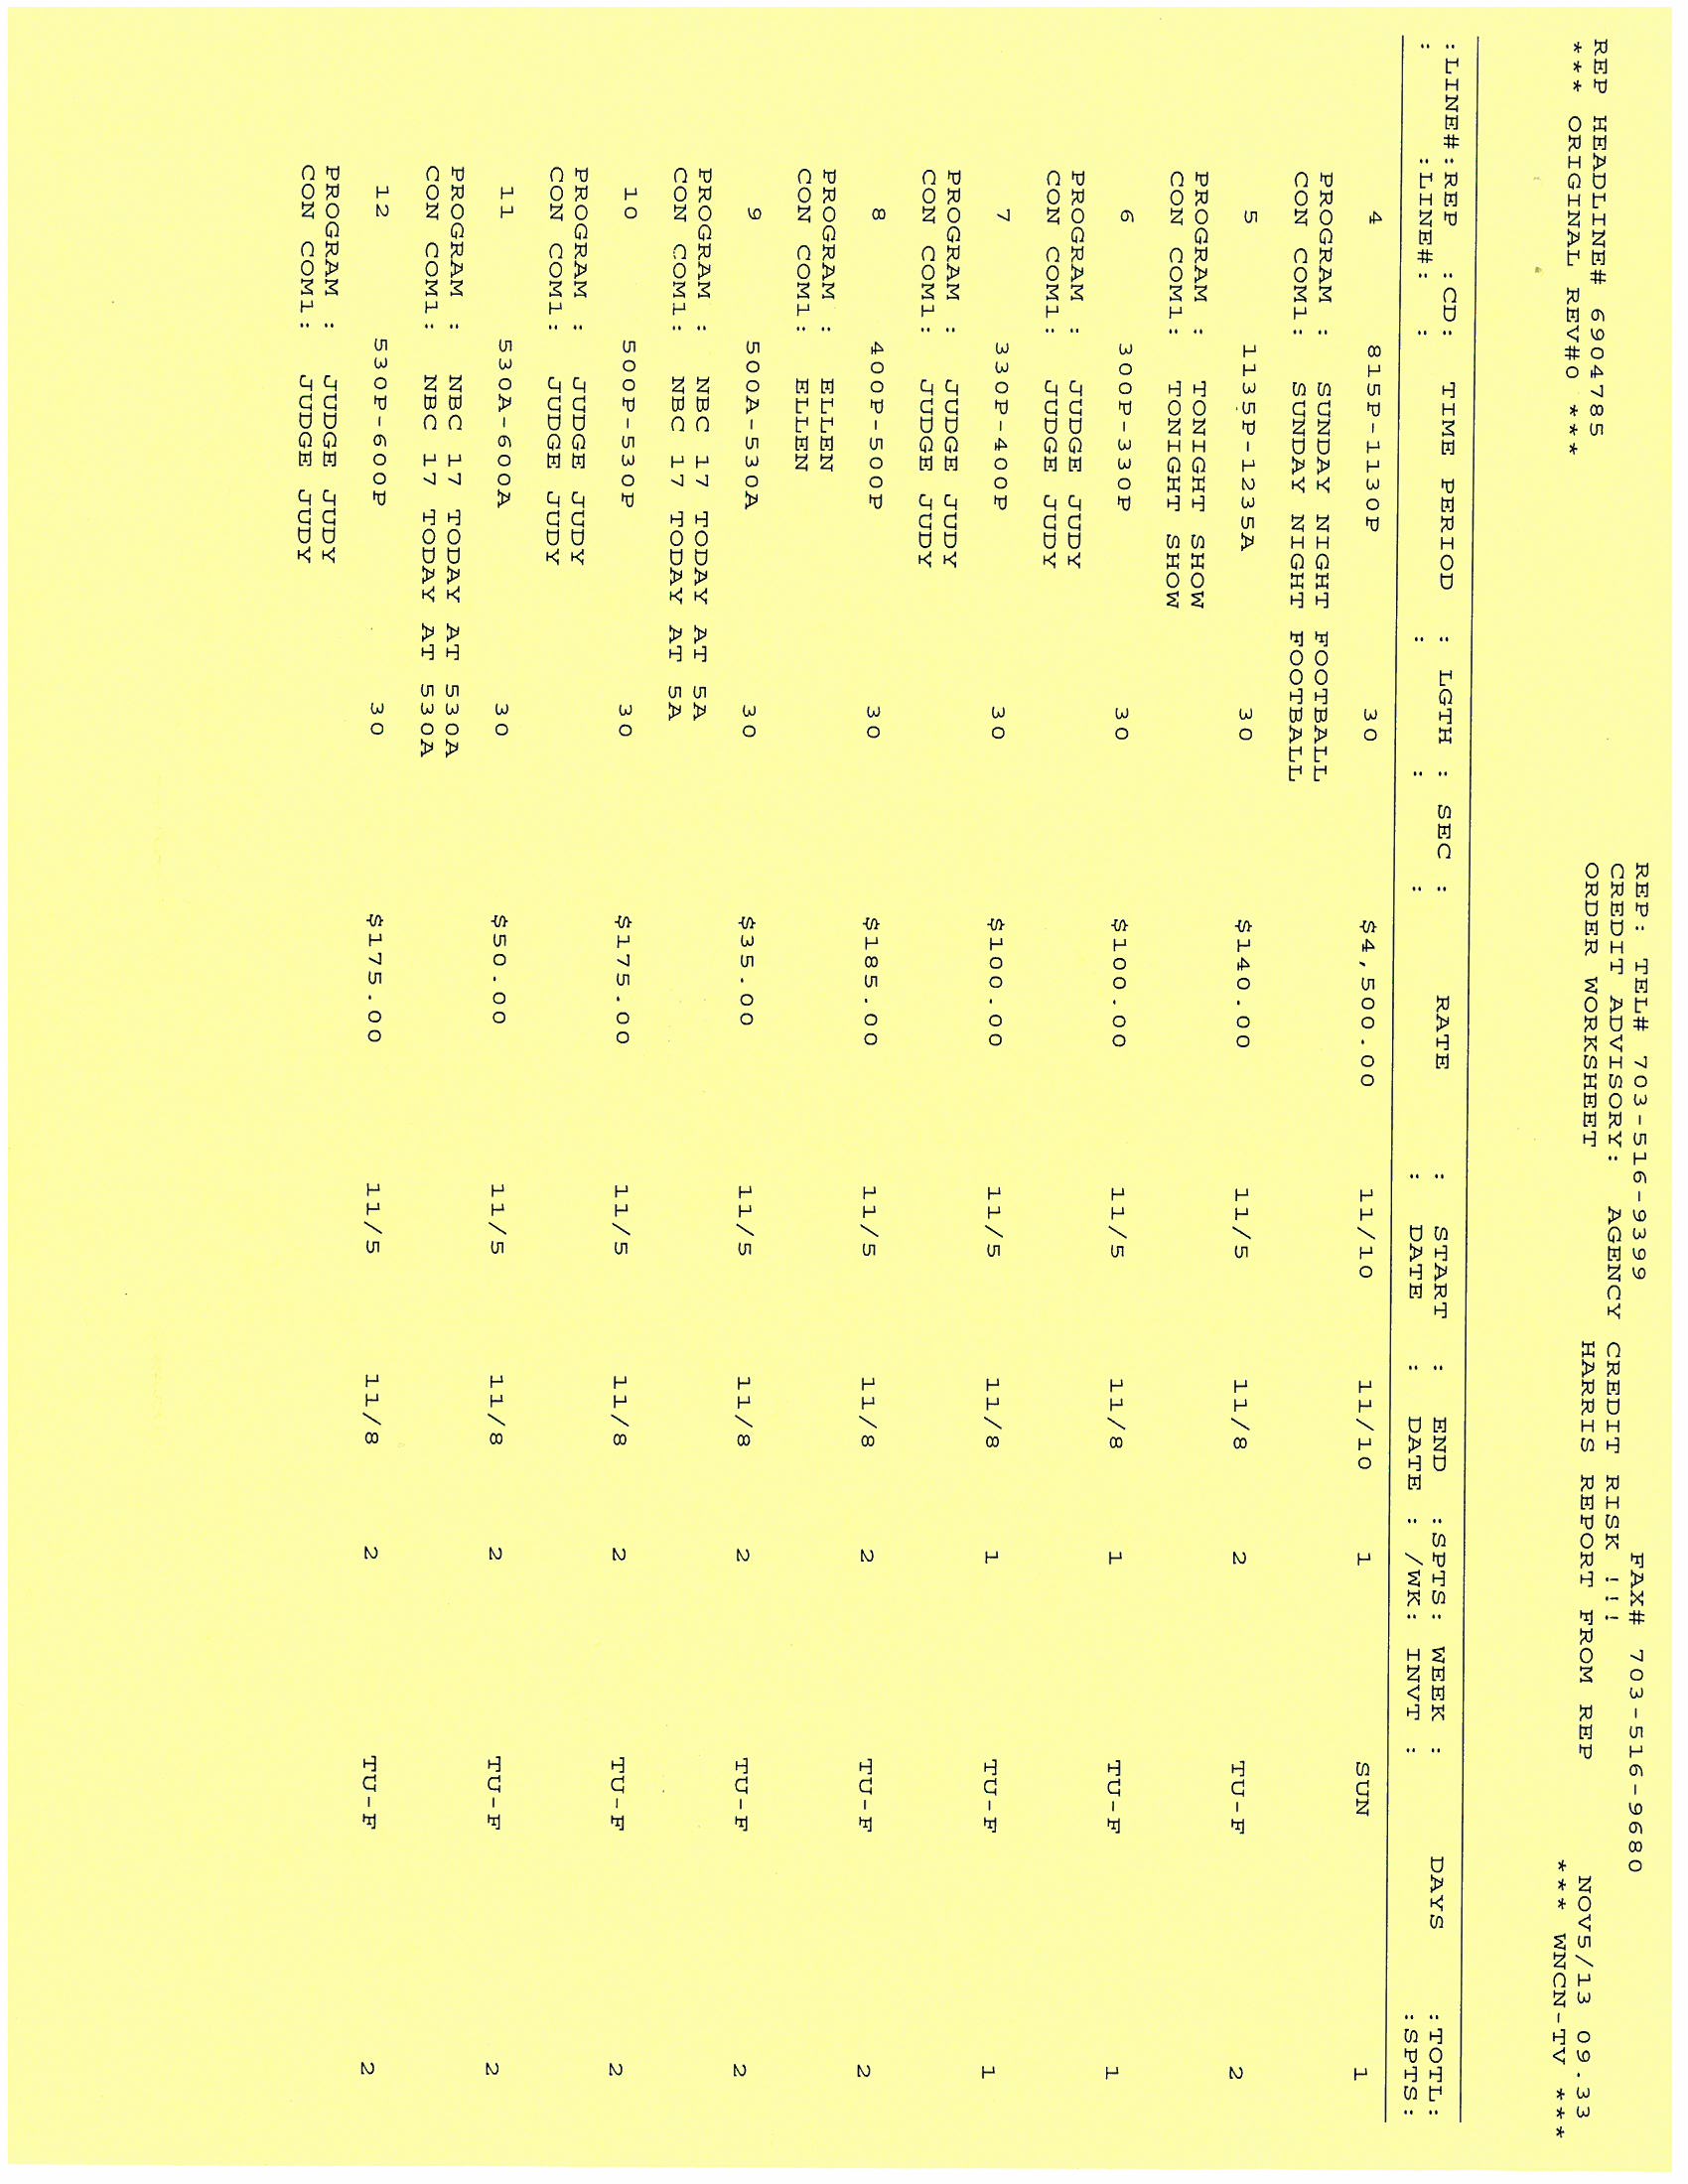 REP: TEL# 703-516-9399 FAX# 703-516-9680
CREDIT ADVISORY: AGENCY CREDIT RISK !!!
REP HEADLINE# 6904785 ORDER WORKSHEET HARRIS REPORT FROM REP NOV5/13 09.33
*** ORIGINAL REV#0 *** *** WNCN-TV ***
:LINE#:REP :CD: TIME PERIOD : LGTH : SEC : RATE : START : END :SPTS: WEEK : DAYS :TOTL:
: :LINE#: : : : : : DATE : DATE : /WK: INVT : :SPTS:
4 815P-1130P 30 $4,500.00 11/10 11/10 1 SUN 1
PROGRAM : SUNDAY NIGHT FOOTBALL
CON COM1: SUNDAY NIGHT FOOTBALL
5 1135P-1235A 30 $140.00 11/5 11/8 2 TU-F 2
PROGRAM : TONIGHT SHOW
CON COM1: TONIGHT SHOW
6 300P-330P 30 $100.00 11/5 11/8 1 TU-F 1
PROGRAM : JUDGE JUDY
CON COM1: JUDGE JUDY
7 330P-400P 30 $100.00 11/5 11/8 1 TU-F 1
PROGRAM : JUDGE JUDY
CON COM1: JUDGE JUDY
8 400P-500P 30 $185.00 11/5 11/8 2 TU-F 2
PROGRAM : ELLEN
CON COM1: ELLEN
9 500A-530A 30 $35.00 11/5 11/8 2 TU-F 2
PROGRAM : NBC 17 TODAY AT 5A
CON COM1: NBC 17 TODAY AT 5A
10 500P-530P 30 $175.00 11/5 11/8 2 TU-F 2
PROGRAM : JUDGE JUDY
CON COM1: JUDGE JUDY
11 530A-600A 30 $50.00 11/5 11/8 2 TU-F 2
PROGRAM : NBC 17 TODAY AT 530A
CON COM1: NBC 17 TODAY AT 530A
12 530P-600P 30 $175.00 11/5 11/8 2 TU-F 2
PROGRAM : JUDGE JUDY
CON COM1: JUDGE JUDY